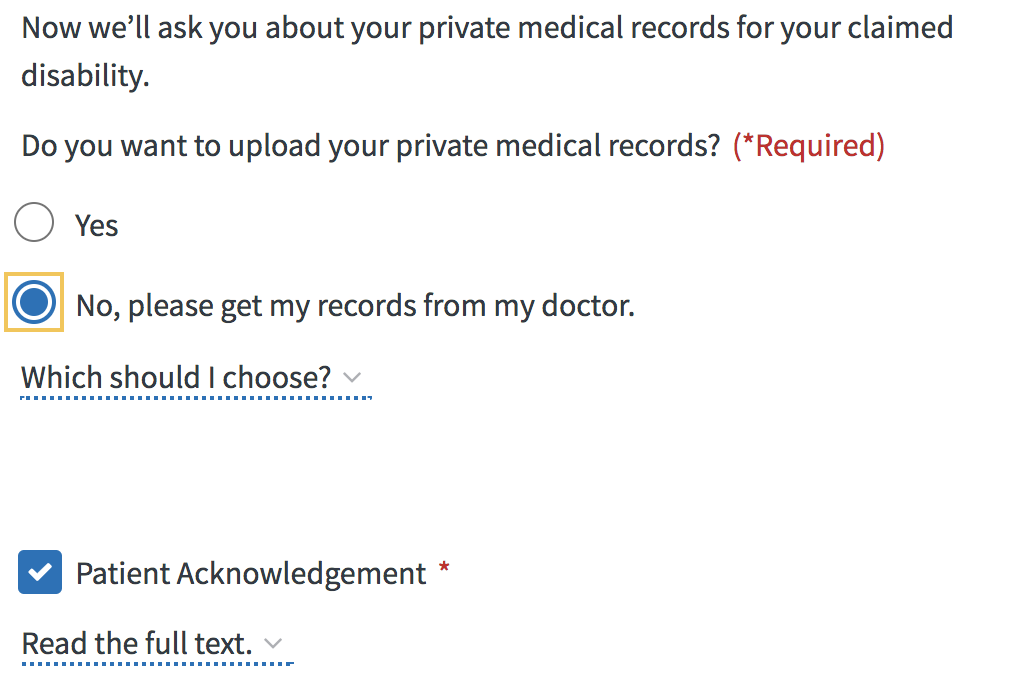 Now we’ll ask you about your private medical records for your claimed
disability.
Do you want to upload your private medical records? (*Required)
Yes
No, please get my records from my doctor.
Which should I choose?
Patient Acknowledgement *
Read the full text.